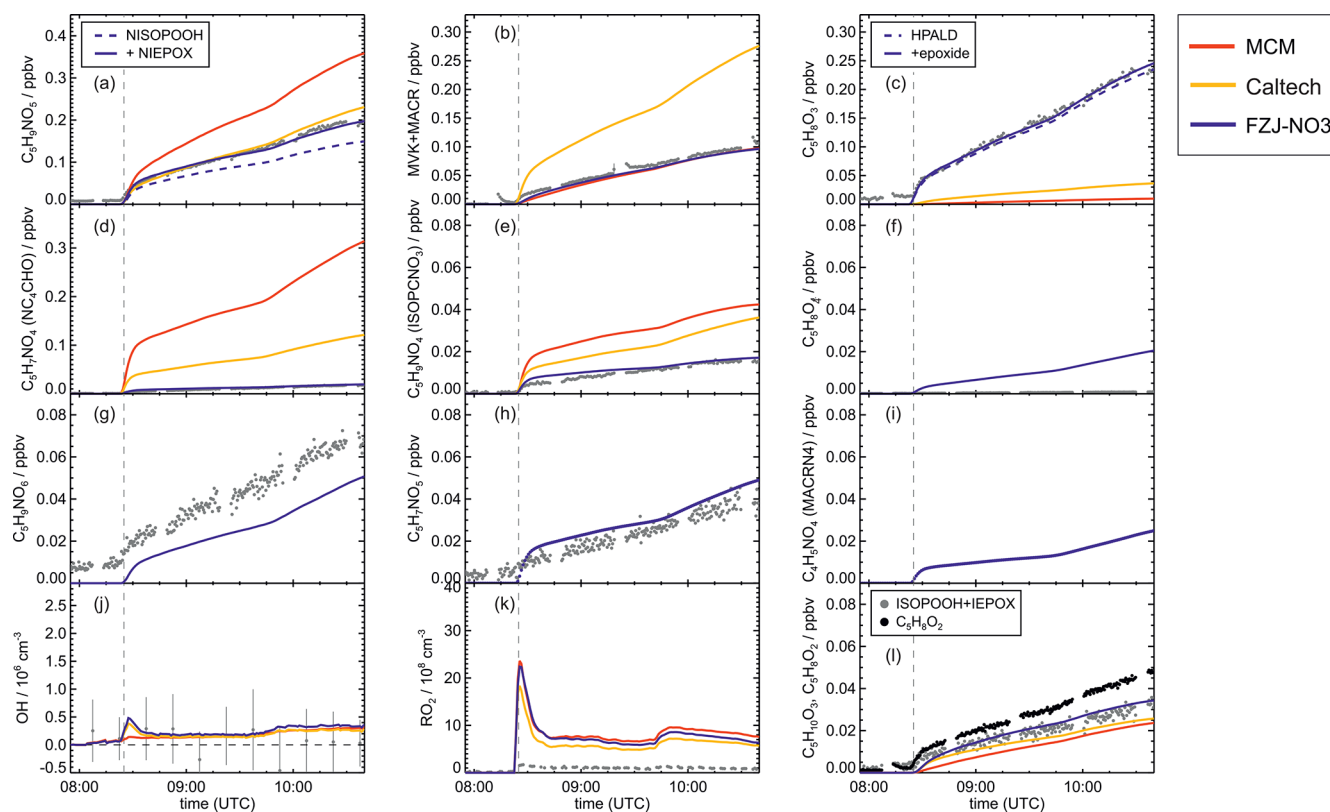 NISOPOOH
+ NIEPOX
(a)
C5H9NO5 / ppbv
0.4
0.3
0.2
0.1
0.0
(b)
MVK+MACR / ppbv
0.30
0.25
0.20
0.15
0.10
0.05
0.00
HPALD
+epoxide
(c)
C5H8O3 / ppbv
0.30
0.25
0.20
0.15
0.10
0.05
0.00
MCM
Caltech
FZJ-NO3
(d)
C5H7NO4 (NC4CHO) / ppbv
0.3
0.2
0.1
0.0
(e)
C5H9NO4 (ISOPCNO3) / ppbv
0.08
0.06
0.04
0.02
0.00
(f)
C5H8O4 / ppbv
0.08
0.06
0.04
0.02
0.00
(g)
C5H9NO6 / ppbv
0.08
0.06
0.04
0.02
0.00
(h)
C5H7NO5 / ppbv
0.08
0.06
0.04
0.02
0.00
(i)
C4H5NO4 (MACRN4) / ppbv
0.08
0.06
0.04
0.02
0.00
(j)
OH / 10⁶ cm⁻³
2.5
2.0
1.5
1.0
0.5
0.0
-0.5
08:00 09:00 10:00
time (UTC)
(k)
RO2 / 10⁸ cm⁻³
40
30
20
10
0
08:00 09:00 10:00
time (UTC)
ISOPOOH+IEPOX
C5H8O2
(l)
C5H10O3, C5H8O2 / ppbv
0.08
0.06
0.04
0.02
0.00
08:00 09:00 10:00
time (UTC)